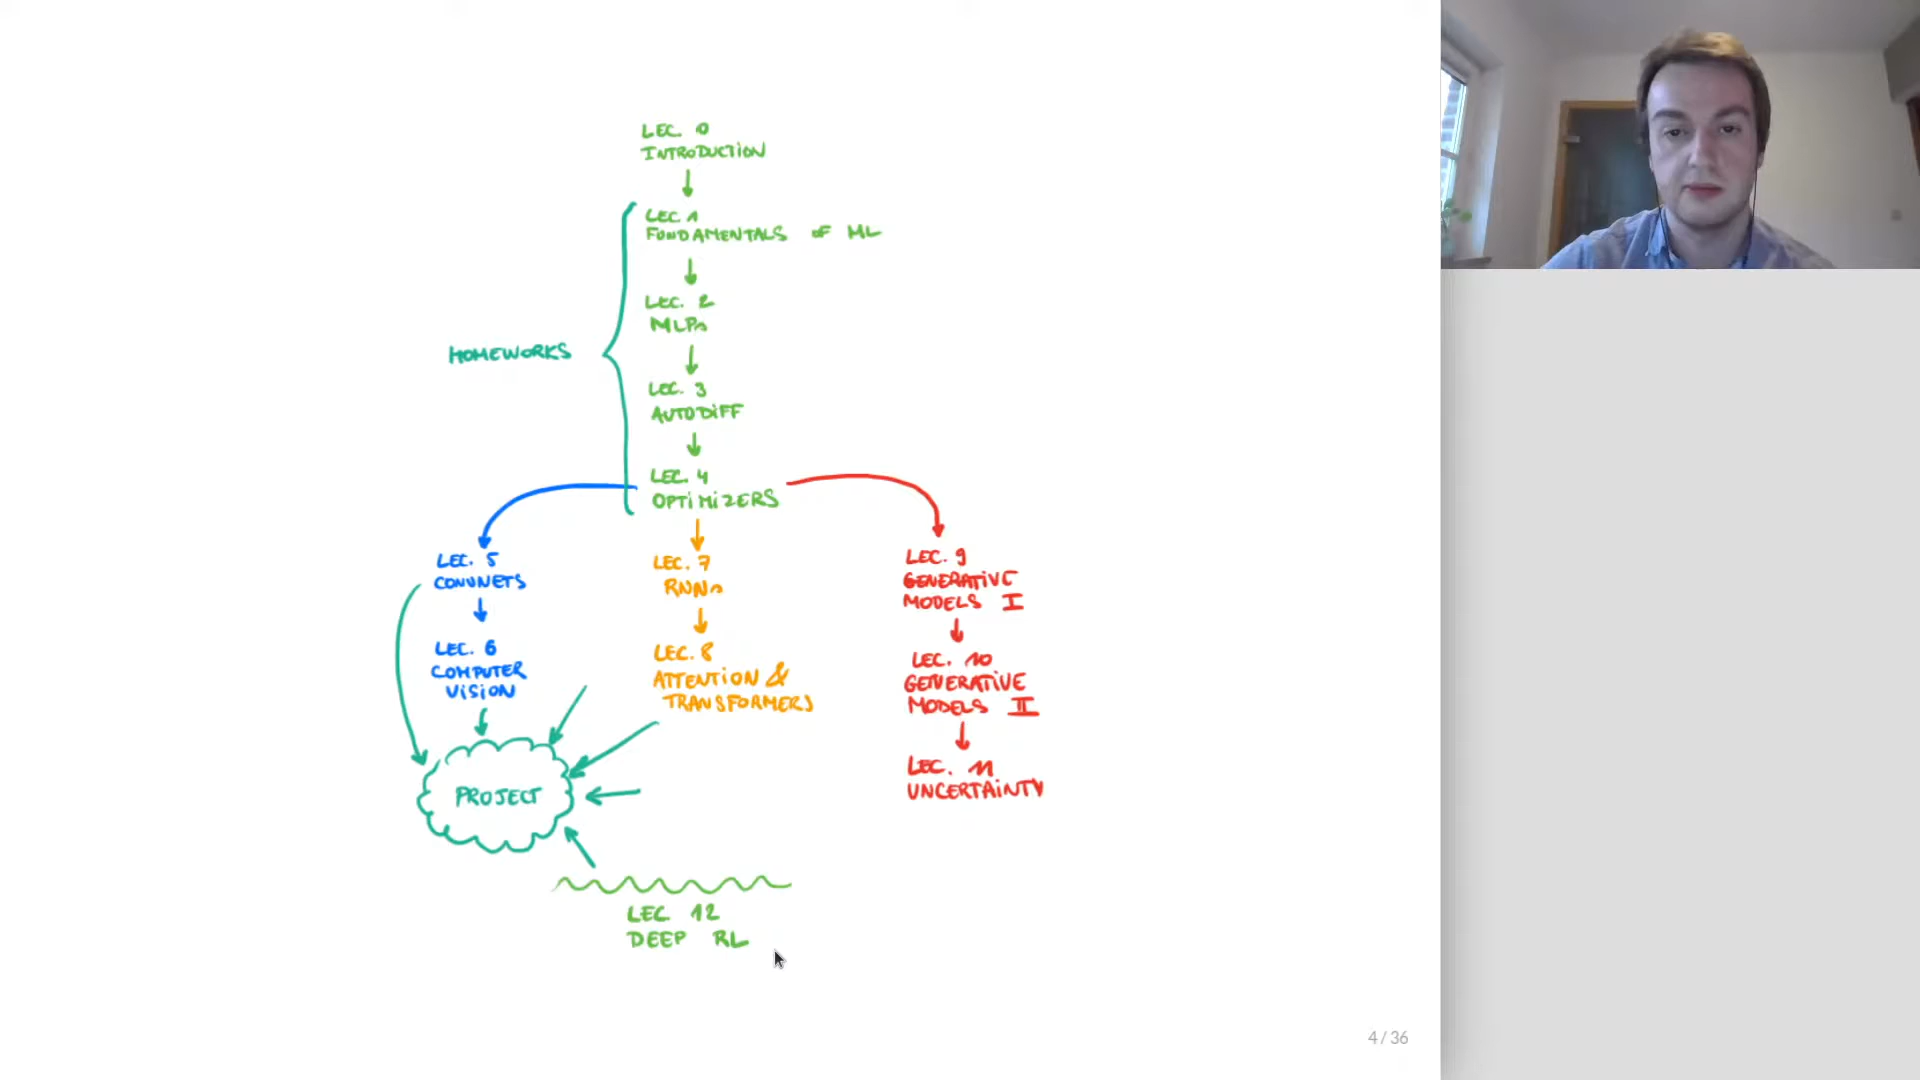 LEC. 0
INTRODUCTION
LEC. 1
FUNDAMENTALS OF ML
LEC. 2
MLPs
HOMEWORKS
LEC. 3
AUTODIFF
LEC. 4
OPTIMIZERS
LEC. 5
CONVNETS
LEC. 6
COMPUTER
VISION
PROJECT
LEC. 7
RNNs
LEC. 8
ATTENTION &
TRANSFORMERS
LEC. 9
GENERATIVE
MODELS I
LEC. 10
GENERATIVE
MODELS II
LEC. 11
UNCERTAINTY
LEC 12
DEEP RL
4 / 36